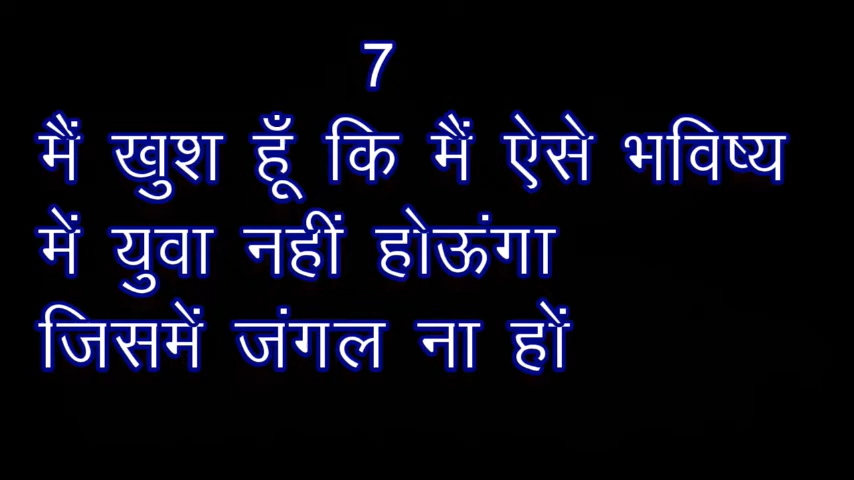 7
मैं खुश हूँ कि मैं ऐसे भविष्य
में युवा नहीं होऊंगा
जिसमें जंगल ना हों